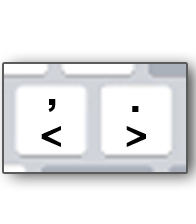 , .
< >